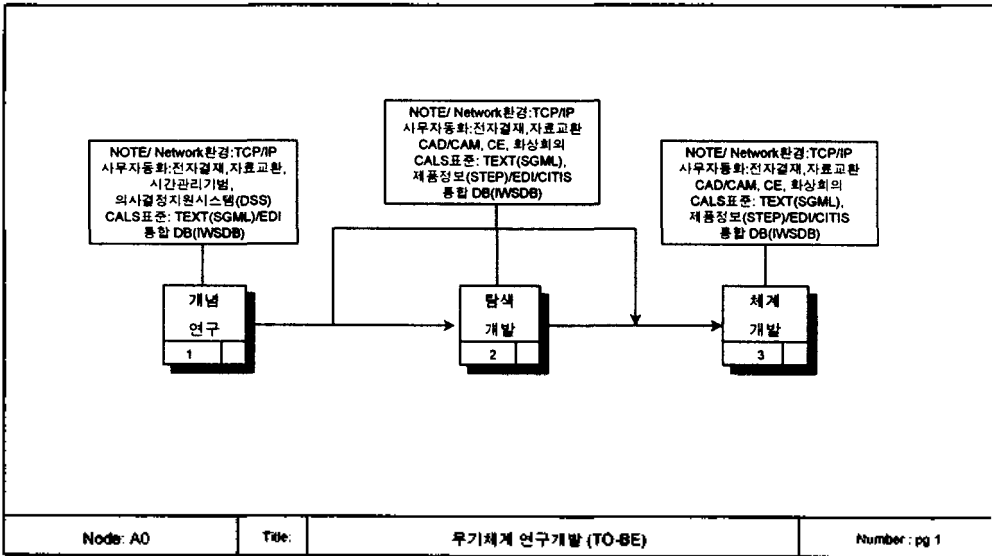 NOTE/ Network환경:TCP/IP
사무자동화:전자결재,자료교환,
시간관리기법,
의사결정지원시스템(DSS)
CALS표준: TEXT(SGML)/EDI
통합 DB(IWSDB)
NOTE/ Network환경:TCP/IP
사무자동화:전자결재,자료교환
CAD/CAM, CE, 화상회의
CALS표준: TEXT(SGML),
제품정보(STEP)/EDI/CITIS
통합 DB(IWSDB)
NOTE/ Network환경:TCP/IP
사무자동화:전자결재,자료교환
CAD/CAM, CE, 화상회의
CALS표준: TEXT(SGML),
제품정보(STEP)/EDI/CITIS
통합 DB(IWSDB)
개념
연구
1
탐색
개발
2
체계
개발
3
Node: A0
Title:
무기체계 연구개발 (TO-BE)
Number : pg 1